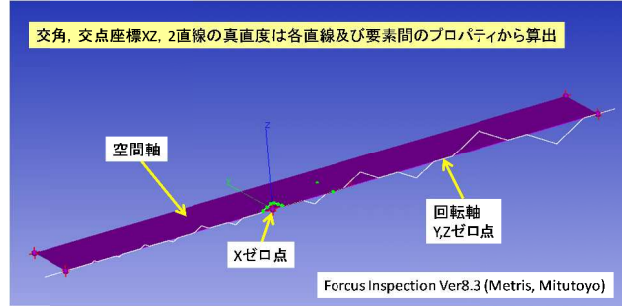 交角，交点座標XZ，2直線の真直度は各直線及び要素間のプロパティから算出
Z
空間軸
Xゼロ点
回転軸
Y,Zゼロ点
Forcus Inspection Ver8.3 (Metris, Mitutoyo)